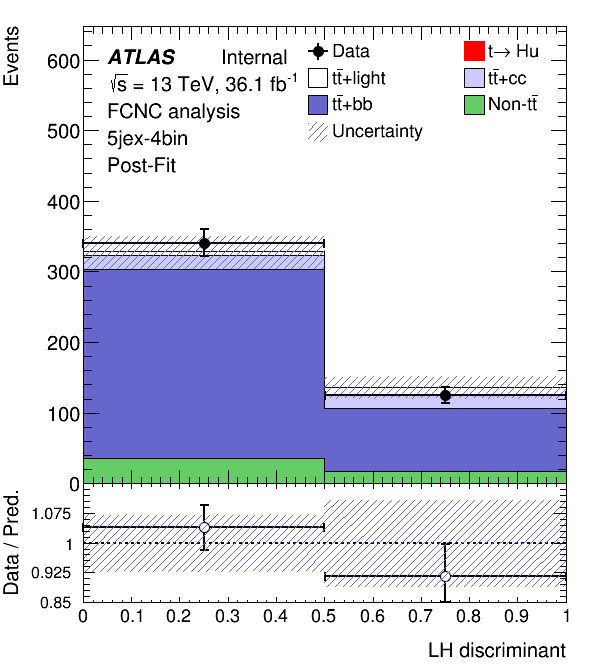 Events
600
500
400
300
200
100
0
ATLAS Internal
√s = 13 TeV, 36.1 fb⁻¹
FCNC analysis
5jex-4bin
Post-Fit
Data
t→ Hu
tt̄+light
tt̄+cc
tt̄+bb
Non-tt̄
Uncertainty
Data / Pred.
1.075
1
0.925
0.85
0 0.1 0.2 0.3 0.4 0.5 0.6 0.7 0.8 0.9 1
LH discriminant